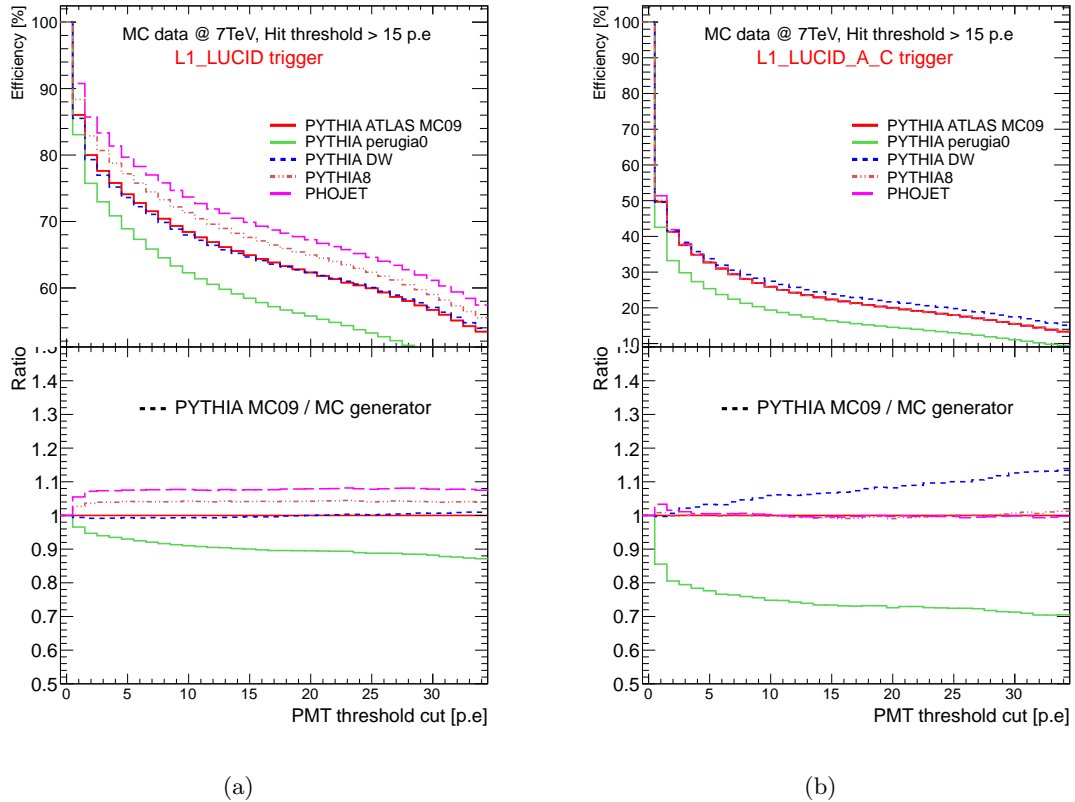 Efficiency [%]
100
90
80
70
60
MC data @ 7TeV, Hit threshold > 15 p.e
L1_LUCID trigger
PYTHIA ATLAS MC09
PYTHIA perugia0
PYTHIA DW
PYTHIA8
PHOJET
Ratio
1.3
1.4
1.3
1.2
1.1
1
0.9
0.8
0.7
0.6
0.5
PYTHIA MC09 / MC generator
0 5 10 15 20 25 30
PMT threshold cut [p.e]
(a)
Efficiency [%]
100
90
80
70
60
50
40
30
20
10
MC data @ 7TeV, Hit threshold > 15 p.e
L1_LUCID_A_C trigger
PYTHIA ATLAS MC09
PYTHIA perugia0
PYTHIA DW
PYTHIA8
PHOJET
Ratio
1.4
1.3
1.2
1.1
1
0.9
0.8
0.7
0.6
0.5
PYTHIA MC09 / MC generator
0 5 10 15 20 25 30
PMT threshold cut [p.e]
(b)